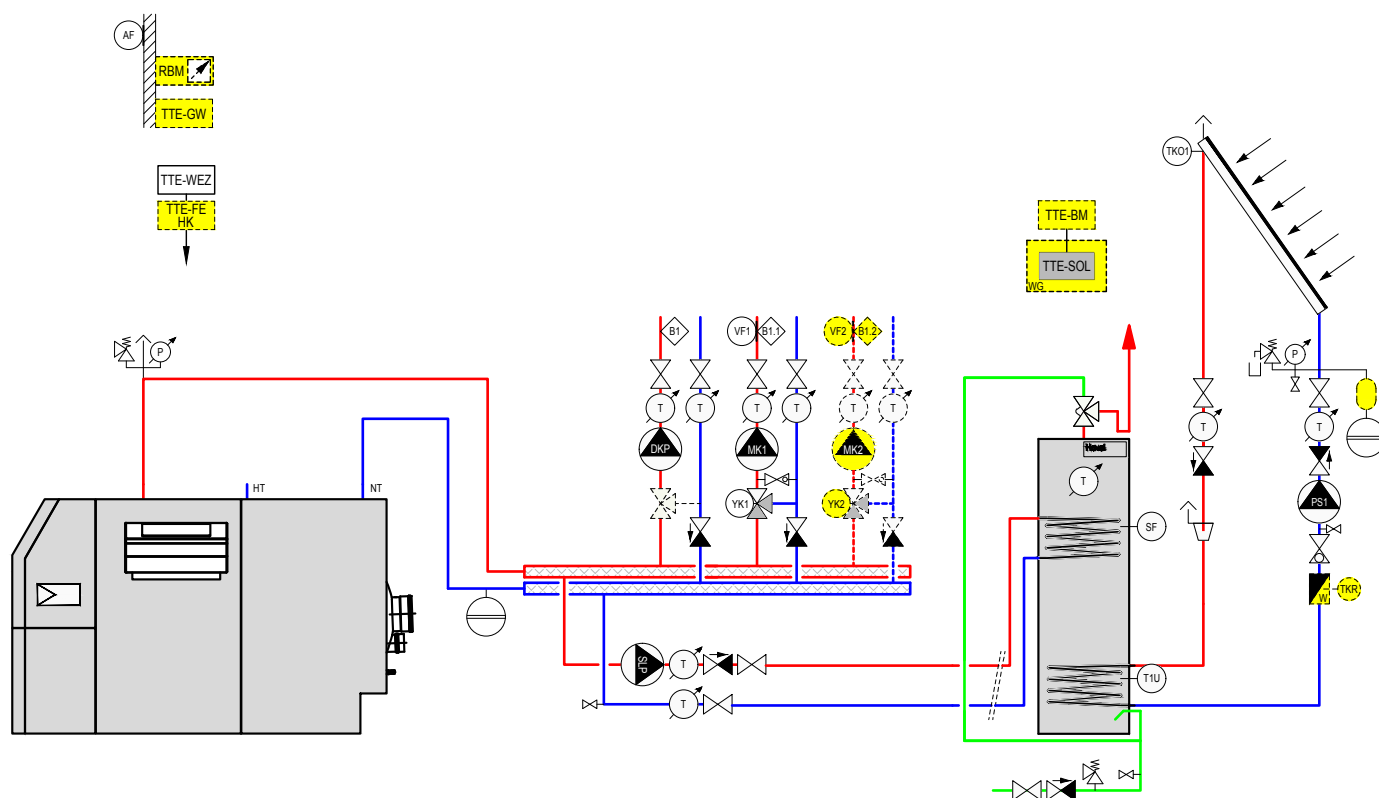 AF
RBM
TTE-GW
TTE-WEZ
TTE-FE
HK
TKO1
TTE-BM
TTE-SOL
WG
B1
VF1
B1.1
VF2
B1.2
P
P
T
T
T
T
T
T
T
T
DKP
MK1
MK2
Hoval
T
YK1
YK2
PS1
HT
NT
SF
W
TKR
SLP
T
T
T1U